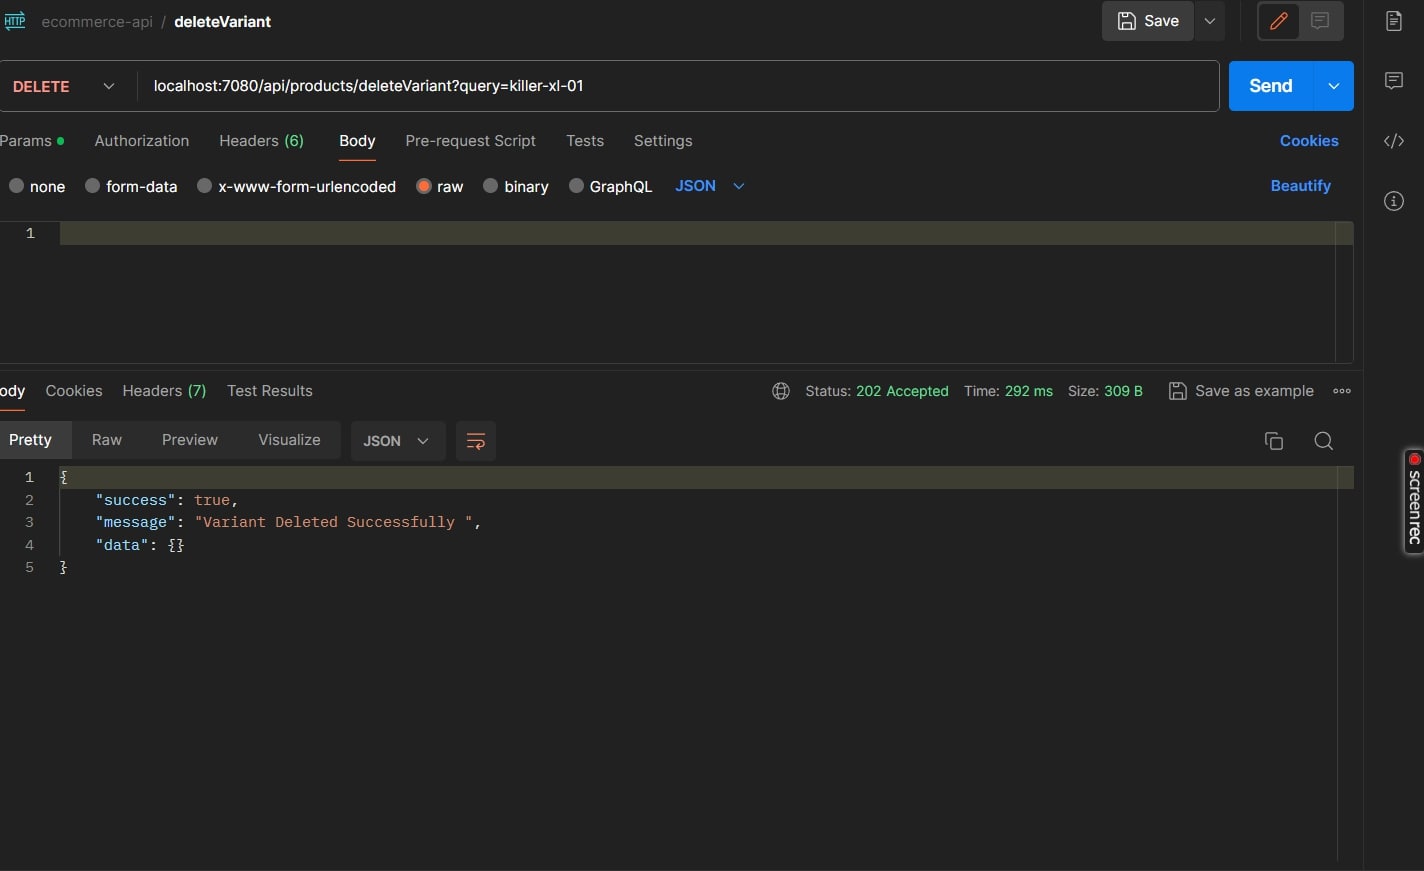 HTTP ecommerce-api / deleteVariant Save
DELETE localhost:7080/api/products/deleteVariant?query=killer-xl-01 Send
Params Authorization Headers (6) Body Pre-request Script Tests Settings Cookies
none form-data x-www-form-urlencoded raw binary GraphQL JSON Beautify
1
ody Cookies Headers (7) Test Results Status: 202 Accepted Time: 292 ms Size: 309 B Save as example
Pretty Raw Preview Visualize JSON
1 {
2 "success": true,
3 "message": "Variant Deleted Successfully ",
4 "data": {}
5 }
screenrec